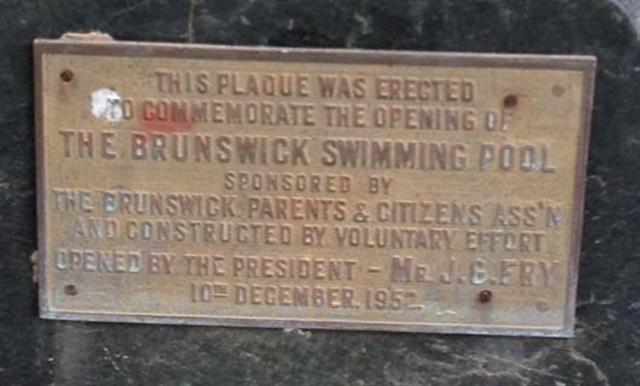 THIS PLAQUE WAS ERECTED
TO COMMEMORATE THE OPENING OF
THE BRUNSWICK SWIMMING POOL
SPONSORED BY
THE BRUNSWICK PARENTS & CITIZENS ASS'N
AND CONSTRUCTED BY VOLUNTARY EFFORT
OPENED BY THE PRESIDENT - MR. J. G. FRY
10TH DECEMBER. 1952.